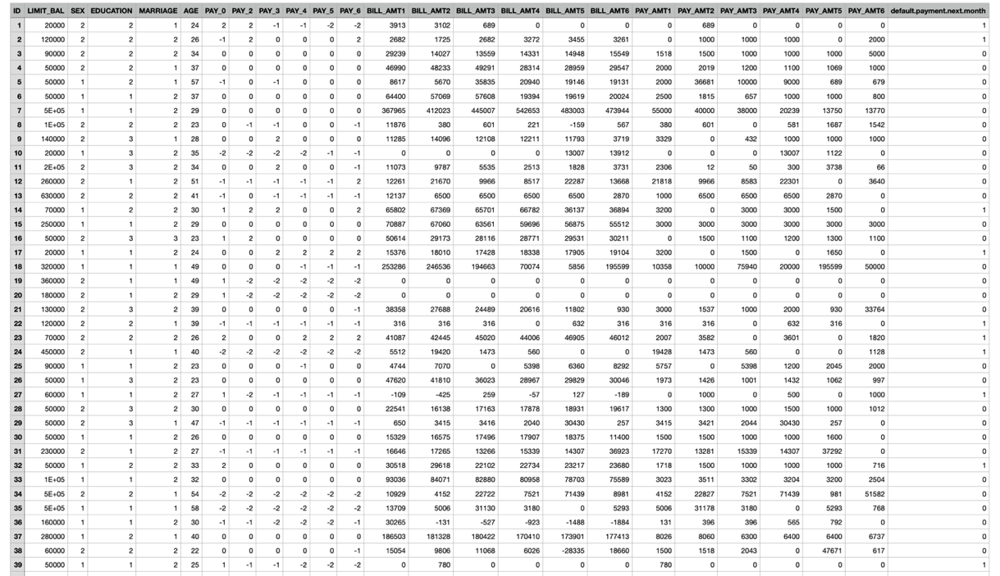 ID LIMIT_BAL SEX EDUCATION MARRIAGE AGE PAY_0 PAY_2 PAY_3 PAY_4 PAY_5 PAY_6 BILL_AMT1 BILL_AMT2 BILL_AMT3 BILL_AMT4 BILL_AMT5 BILL_AMT6 PAY_AMT1 PAY_AMT2 PAY_AMT3 PAY_AMT4 PAY_AMT5 PAY_AMT6 default.payment.next.month
1 20000 2 2 1 24 2 2 -1 -1 -2 -2 3913 3102 689 0 0 0 0 689 0 0 0 0 1
2 120000 2 2 2 26 -1 2 0 0 0 2 2682 1725 2682 3272 3455 3261 0 1000 1000 1000 0 2000 1
3 90000 2 2 2 34 0 0 0 0 0 0 29239 14027 13559 14331 14948 15549 1518 1500 1000 1000 1000 5000 0
4 50000 2 2 1 37 0 0 0 0 0 0 46990 48233 49291 28314 28959 29547 2000 2019 1200 1100 1069 1000 0
5 50000 1 2 1 57 -1 0 -1 0 0 0 8617 5670 35835 20940 19146 19131 2000 36681 10000 9000 689 679 0
6 50000 1 1 2 37 0 0 0 0 0 0 64400 57069 57608 19394 19619 20024 2500 1815 657 1000 1000 800 0
7 5E+05 1 1 2 29 0 0 0 0 0 0 367965 412023 445007 542653 483003 473944 55000 40000 38000 20239 13750 13770 0
8 1E+05 2 2 2 23 0 -1 -1 0 0 -1 11876 380 601 221 -159 567 380 601 0 581 1687 1542 0
9 140000 2 3 1 28 0 0 2 0 0 0 11285 14096 12108 12211 11793 3719 3329 0 432 1000 1000 1000 0
10 20000 1 3 2 35 -2 -2 -2 -2 -1 -1 0 0 0 0 13007 13912 0 0 0 13007 1122 0 0
11 2E+05 2 3 2 34 0 0 2 0 0 -1 11073 9787 5535 2513 1828 3731 2306 12 50 300 3738 66 0
12 260000 2 1 2 51 -1 -1 -1 -1 -1 2 12261 21670 9966 8517 22287 13668 21818 9966 8583 22301 0 3640 0
13 630000 2 2 2 41 -1 0 -1 -1 -1 -1 12137 6500 6500 6500 6500 2870 1000 6500 6500 6500 2870 0 0
14 70000 1 2 2 30 1 2 2 0 0 2 65802 67369 65701 66782 36137 36894 3200 0 3000 3000 1500 0 1
15 250000 1 1 2 29 0 0 0 0 0 0 70887 67060 63561 59696 56875 55512 3000 3000 3000 3000 3000 3000 0
16 50000 2 3 3 23 1 2 0 0 0 0 50614 29173 28116 28771 29531 30211 0 1500 1100 1200 1300 1100 0
17 20000 1 1 2 24 0 0 2 2 2 2 15376 18010 17428 18338 17905 19104 3200 0 1500 0 1650 0 1
18 320000 1 1 1 49 0 0 0 -1 -1 -1 253286 246536 194663 70074 5856 195599 10358 10000 75940 20000 195599 50000 0
19 360000 2 1 1 49 1 -2 -2 -2 -2 -2 0 0 0 0 0 0 0 0 0 0 0 0 0
20 180000 2 1 2 29 1 -2 -2 -2 -2 -2 0 0 0 0 0 0 0 0 0 0 0 0 0
21 130000 2 3 2 39 0 0 0 0 0 -1 38358 27688 24489 20616 11802 930 3000 1537 1000 2000 930 33764 0
22 120000 2 2 1 39 -1 -1 -1 -1 -1 -1 316 316 316 0 632 316 316 316 0 632 316 0 1
23 70000 2 2 2 26 2 0 0 2 2 2 41087 42445 45020 44006 46905 46012 2007 3582 0 3601 0 1820 1
24 450000 2 1 1 40 -2 -2 -2 -2 -2 -2 5512 19420 1473 560 0 0 19428 1473 560 0 0 1128 1
25 90000 1 1 2 23 0 0 0 -1 0 0 4744 7070 0 5398 6360 8292 5757 0 5398 1200 2045 2000 0
26 50000 1 3 2 23 0 0 0 0 0 0 47620 41810 36023 28967 29829 30046 1973 1426 1001 1432 1062 997 0
27 60000 1 1 2 27 1 -2 -1 -1 -1 -1 -109 -425 259 -57 127 -189 0 1000 0 500 0 1000 1
28 50000 2 3 2 30 0 0 0 0 0 0 22541 16138 17163 17878 18931 19617 1300 1300 1000 1500 1000 1012 0
29 50000 2 3 1 47 -1 -1 -1 -1 -1 -1 650 3415 3416 2040 30430 257 3415 3421 2044 30430 257 0 0
30 50000 1 1 2 26 0 0 0 0 0 0 15329 16575 17496 17907 18375 11400 1500 1500 1000 1000 1600 0 0
31 230000 2 1 2 27 -1 -1 -1 -1 -1 -1 16646 17265 13266 15339 14307 36923 17270 13281 15339 14307 37292 0 0
32 50000 1 2 2 33 2 0 0 0 0 0 30518 29618 22102 22734 23217 23680 1718 1500 1000 1000 1000 716 1
33 1E+05 1 1 2 32 0 0 0 0 0 0 93036 84071 82880 80958 78703 75589 3023 3511 3302 3204 3200 2504 0
34 5E+05 2 2 1 54 -2 -2 -2 -2 -2 -2 10929 4152 22722 7521 71439 8981 4152 22827 7521 71439 981 51582 0
35 5E+05 1 1 1 58 -2 -2 -2 -2 -2 -2 13709 5006 31130 3180 0 5293 5006 31178 3180 0 5293 768 0
36 160000 1 1 2 30 -1 -1 -2 -2 -2 -1 30265 -131 -527 -923 -1488 -1884 131 396 396 565 792 0 0
37 280000 1 2 1 40 0 0 0 0 0 0 186503 181328 180422 170410 173901 177413 8026 8060 6300 6400 6400 6737 0
38 60000 2 2 2 22 0 0 0 0 0 -1 15054 9806 11068 6026 -28335 18660 1500 1518 2043 0 47671 617 0
39 50000 1 1 2 25 1 -1 -1 -2 -2 -2 0 780 0 0 0 0 780 0 0 0 0 0 1